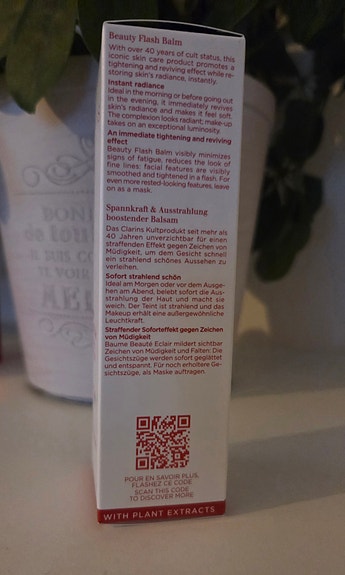 Beauty Flash Balm
With over 40 years of cult status, this
iconic skin care product promotes a
tightening and reviving effect while re-
storing skin's radiance, instantly.
Instant radiance
Ideal in the morning or before going out
in the evening, it immediately revives
skin's radiance and makes it feel soft.
The complexion looks radiant; make-up
takes on an exceptional luminosity.
An immediate tightening and reviving
effect
Beauty Flash Balm visibly minimizes
signs of fatigue, reduces the look of
fine lines: facial features are visibly
smoothed and tightened in a flash. For
even more rested-looking features, leave
on as a mask.
Spannkraft & Ausstrahlung
boostender Balsam
Das Clarins Kultprodukt seit mehr als
40 Jahren unverzichtbar für einen
straffenden Effekt gegen Zeichen von
Müdigkeit, um dem Gesicht schnell
ein strahlend schönes Aussehen zu
verleihen.
Sofort strahlend schön
Ideal am Morgen oder vor dem Ausge-
hen am Abend, belebt sofort die Aus-
strahlung der Haut und macht sie
weich. Der Teint ist strahlend und das
Makeup erhält eine außergewöhnliche
Leuchtkraft.
Straffender Soforteffekt gegen Zeichen
von Müdigkeit
Baume Beauté Eclair mildert sichtbar
Zeichen von Müdigkeit und Falten: Die
Gesichtszüge werden sofort geglättet
und entspannt. Für noch erholtere Ge-
sichtszüge, als Maske auftragen.
POUR EN SAVOIR PLUS,
FLASHEZ CE CODE
SCAN THIS CODE
TO DISCOVER MORE
WITH PLANT EXTRACTS